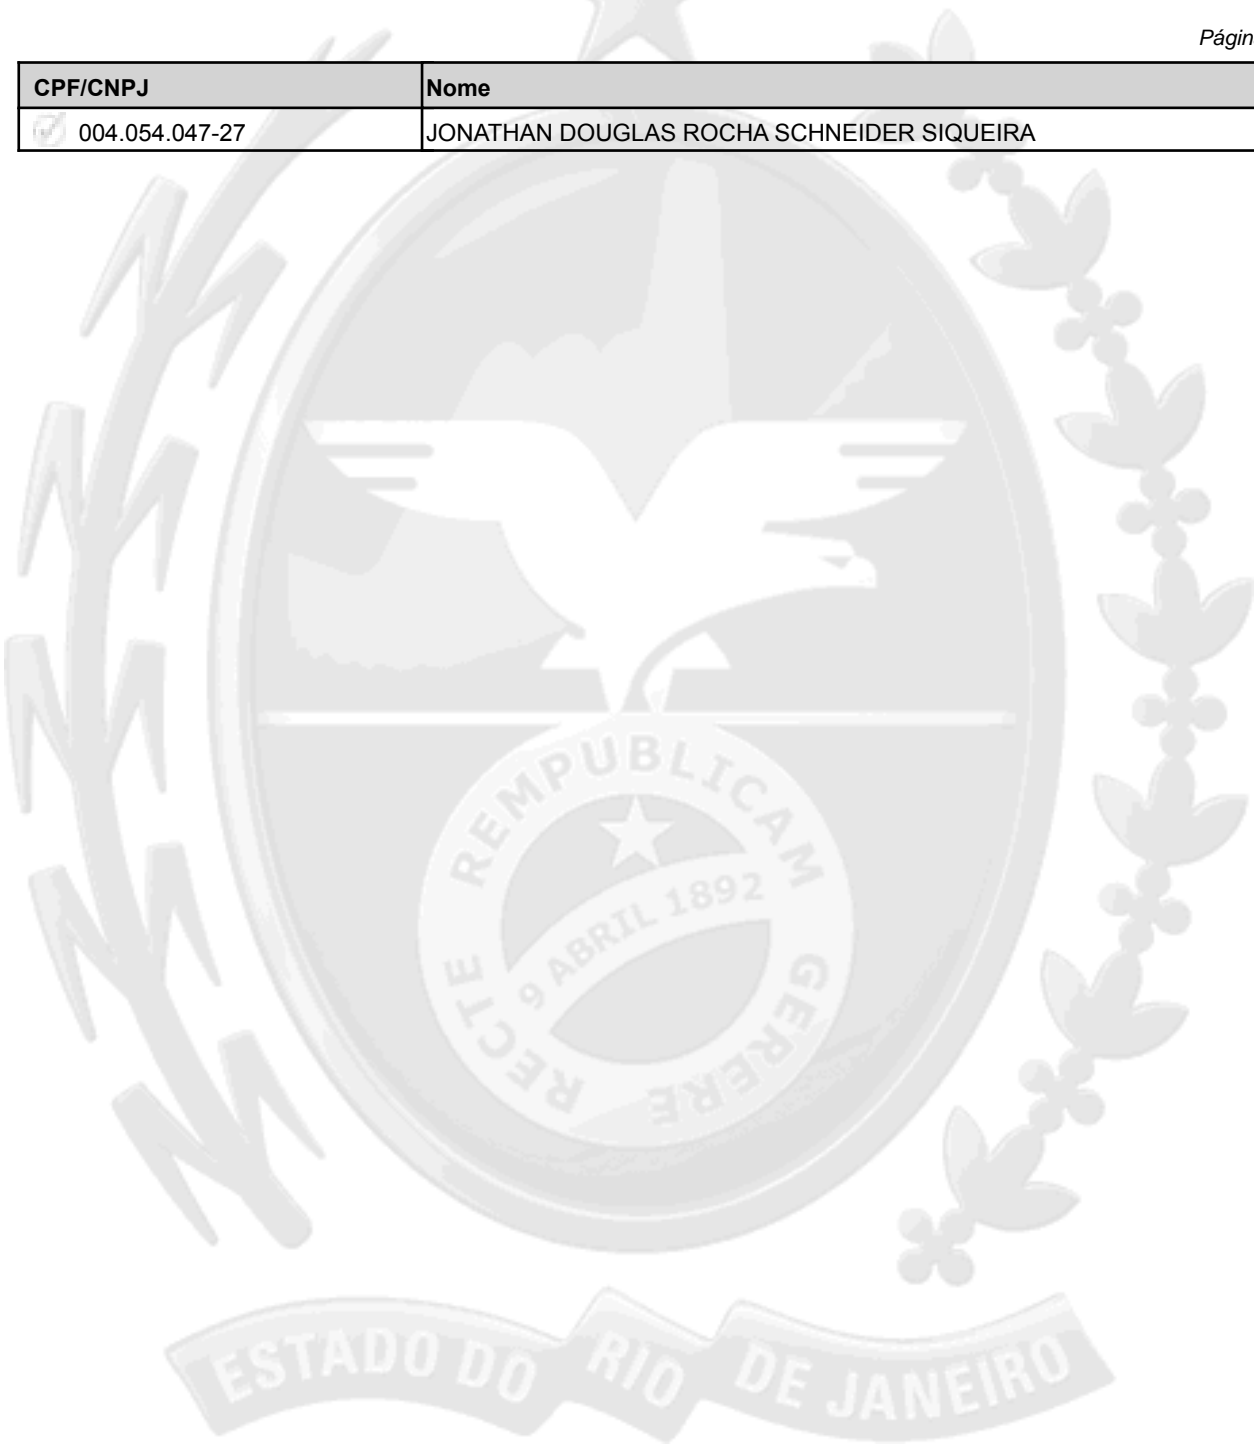 Págin
CPF/CNPJ Nome
004.054.047-27 JONATHAN DOUGLAS ROCHA SCHNEIDER SIQUEIRA
REMPUBLICAM
9 ABRIL 1892
RECTE GERERE
ESTADO DO RIO DE JANEIRO